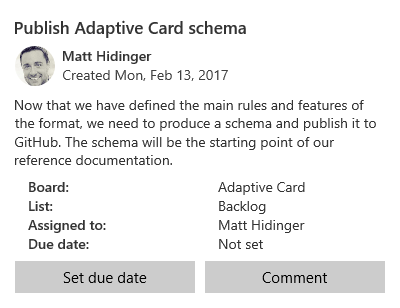 Publish Adaptive Card schema
Matt Hidinger
Created Mon, Feb 13, 2017
Now that we have defined the main rules and features of
the format, we need to produce a schema and publish it to
GitHub. The schema will be the starting point of our
reference documentation.
Board: Adaptive Card
List: Backlog
Assigned to: Matt Hidinger
Due date: Not set
Set due date Comment